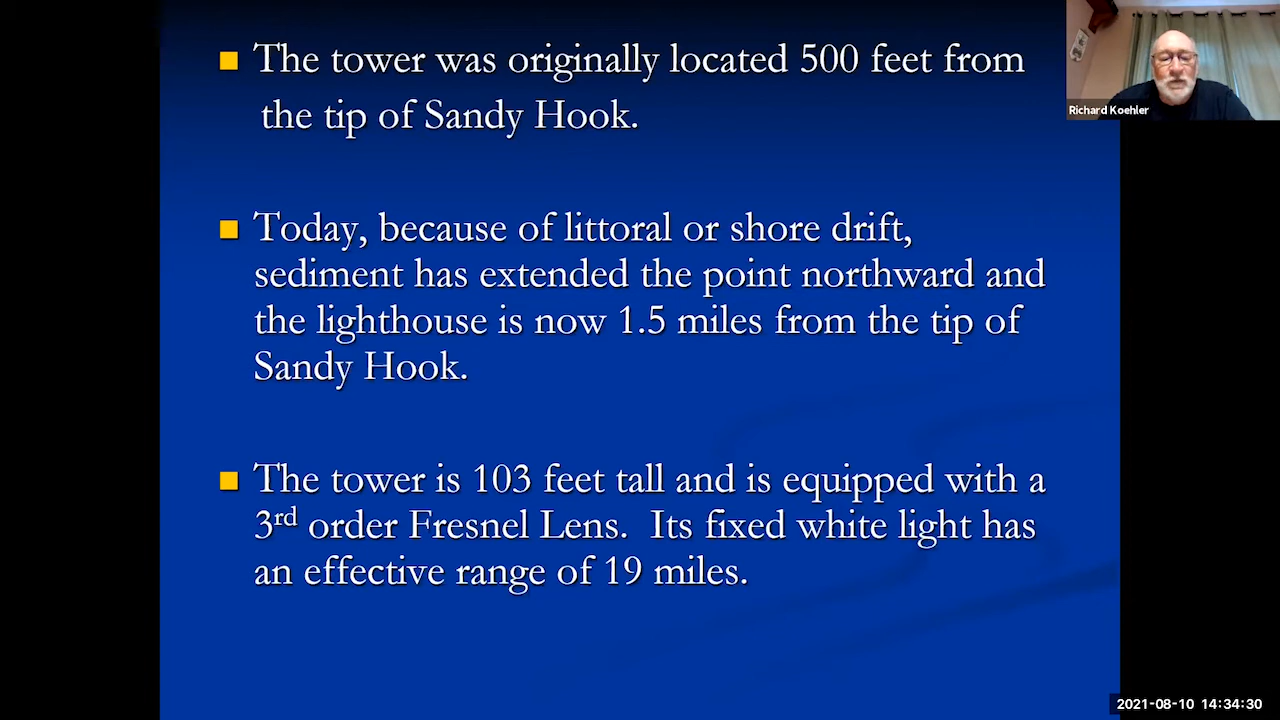 The tower was originally located 500 feet from
the tip of Sandy Hook.
Today, because of littoral or shore drift,
sediment has extended the point northward and
the lighthouse is now 1.5 miles from the tip of
Sandy Hook.
The tower is 103 feet tall and is equipped with a
3rd order Fresnel Lens.  Its fixed white light has
an effective range of 19 miles.
Richard Koehler
2021-08-10 14:34:30